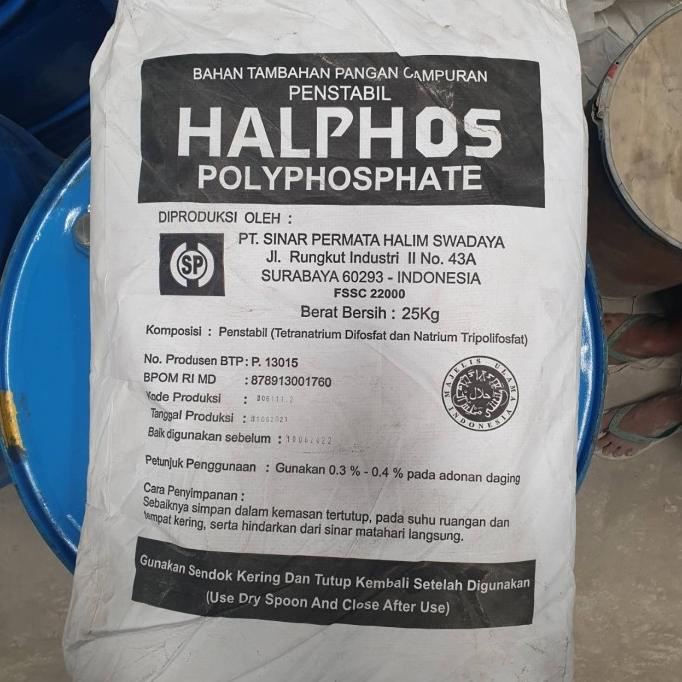 BAHAN TAMBAHAN PANGAN CAMPURAN
PENSTABIL
HALPHOS
POLYPHOSPHATE
DIPRODUKSI OLEH :
SP
PT. SINAR PERMATA HALIM SWADAYA
Jl. Rungkut Industri II No. 43A
SURABAYA 60293 - INDONESIA
FSSC 22000
Berat Bersih : 25Kg
Komposisi : Penstabil (Tetranatrium Difosfat dan Natrium Tripolifosfat)
No. Produsen BTP : P. 13015
BPOM RI MD : 878913001760
Kode Produksi :
Tanggal Produksi :
Baik digunakan sebelum :
MAJELIS ULAMA INDONESIA
حلال
Petunjuk Penggunaan : Gunakan 0.3 % - 0.4 % pada adonan daging
Cara Penyimpanan :
Sebaiknya simpan dalam kemasan tertutup, pada suhu ruangan dan
tempat kering, serta hindarkan dari sinar matahari langsung.
Gunakan Sendok Kering Dan Tutup Kembali Setelah Digunakan
(Use Dry Spoon And Close After Use)